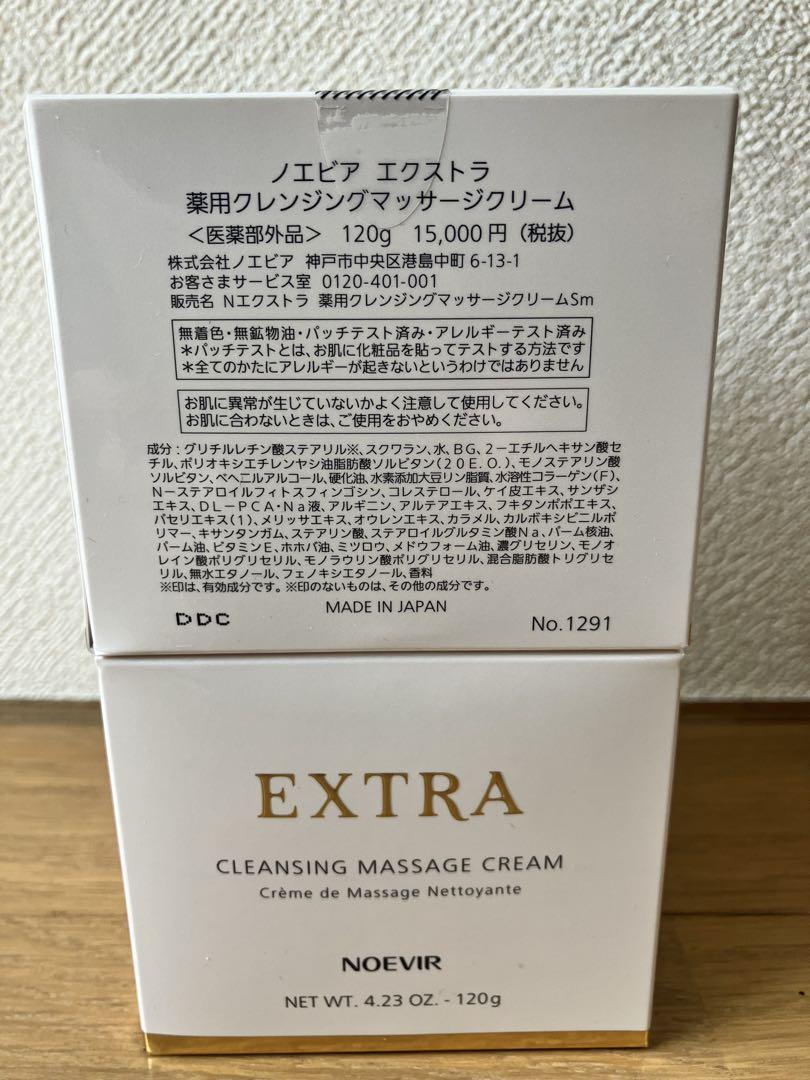 ノエビア エクストラ
薬用クレンジングマッサージクリーム
＜医薬部外品＞ 120g 15,000円（税抜）
株式会社ノエビア 神戸市中央区港島中町 6-13-1
お客さまサービス室 0120-401-001
販売名 Nエクストラ 薬用クレンジングマッサージクリームSm
無着色・無鉱物油・パッチテスト済み・アレルギーテスト済み
＊パッチテストとは、お肌に化粧品を貼ってテストする方法です
＊全てのかたにアレルギーが起きないというわけではありません
お肌に異常が生じていないかよく注意して使用してください。
お肌に合わないときは、ご使用をおやめください。
成分：グリチルレチン酸ステアリル※、スクワラン、水、BG、2－エチルヘキサン酸セ
チル、ポリオキシエチレンヤシ油脂肪酸ソルビタン（20E.O.）、モノステアリン酸
ソルビタン、ベヘニルアルコール、硬化油、水素添加大豆リン脂質、水溶性コラーゲン（F）、
N－ステアロイルフィトスフィンゴシン、コレステロール、ケイ皮エキス、サンザシ
エキス、DL－PCA・Na液、アルギニン、アルテアエキス、フキタンポポエキス、
パセリエキス（1）、メリッサエキス、オウレンエキス、カラメル、カルボキシビニルポ
リマー、キサンタンガム、ステアリン酸、ステアロイルグルタミン酸Na、パーム核油、
パーム油、ビタミンE、ホホバ油、ミツロウ、メドウフォーム油、濃グリセリン、モノオ
レイン酸ポリグリセリル、モノラウリン酸ポリグリセリル、混合脂肪酸トリグリセ
リル、無水エタノール、フェノキシエタノール、香料
※印は、有効成分です。※印のないものは、その他の成分です。
MADE IN JAPAN
DDC
No.1291
EXTRA
CLEANSING MASSAGE CREAM
Crème de Massage Nettoyante
NOEVIR
NET WT. 4.23 OZ. - 120g